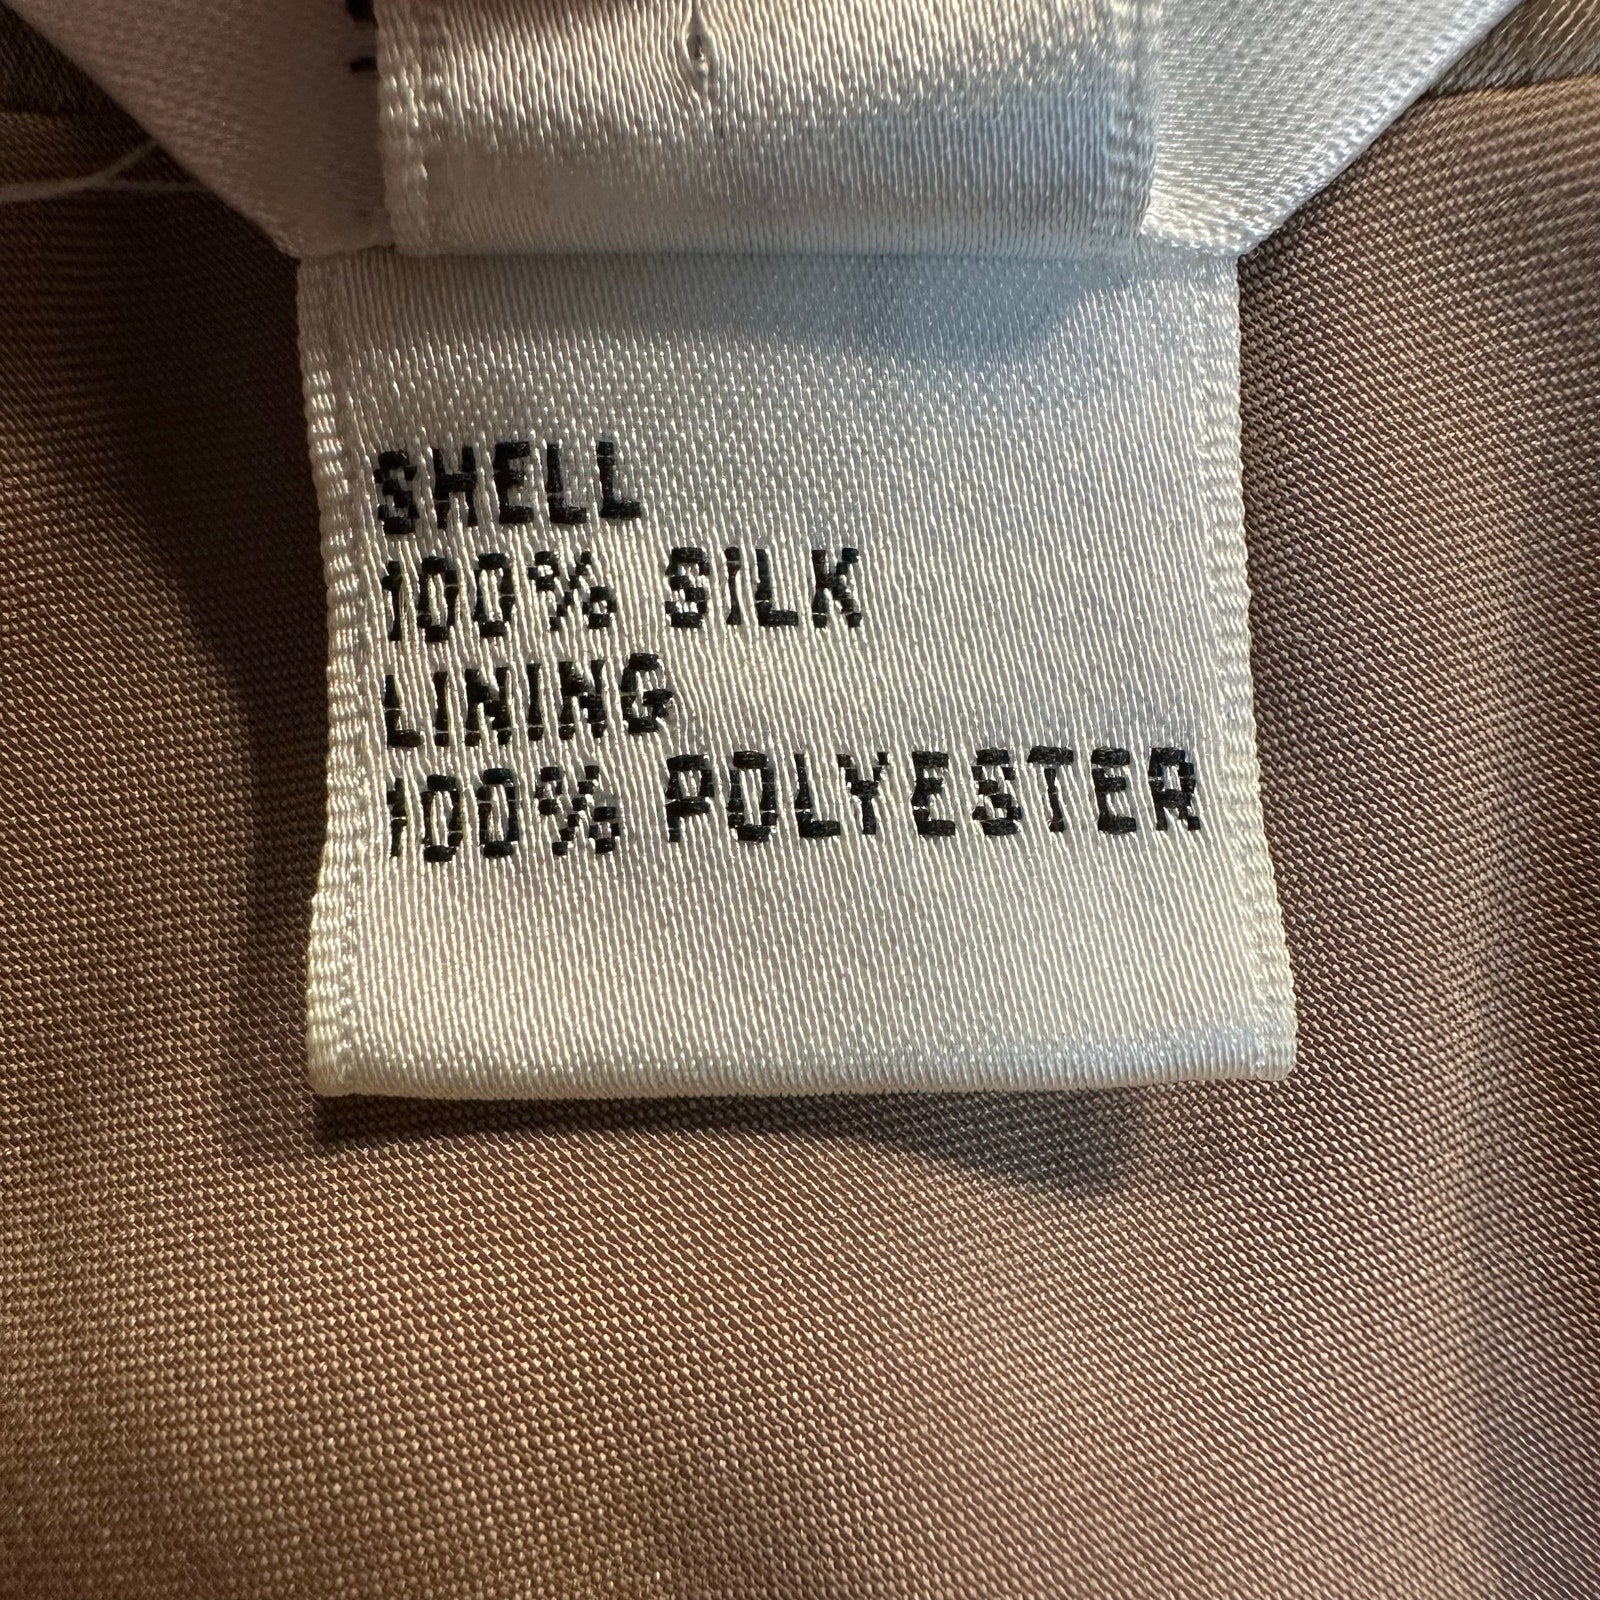 SHELL
100% SILK
LINING
100% POLYESTER